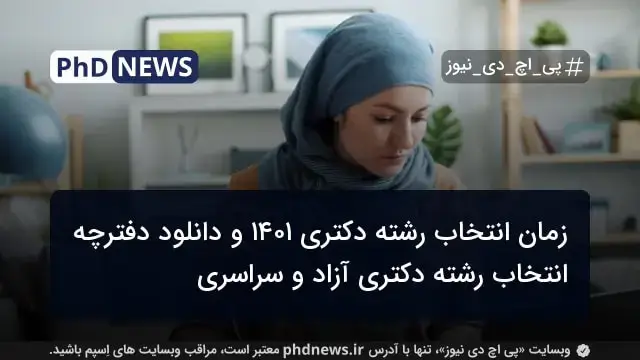 PhD NEWS
#پی_اچ_دی_نیوز
زمان انتخاب رشته دکتری ۱۴۰۱ و دانلود دفترچه
انتخاب رشته دکتری آزاد و سراسری
وبسایت «پی اچ دی نیوز»، تنها با آدرس phdnews.ir معتبر است، مراقب وبسایت های اِسپم باشید.